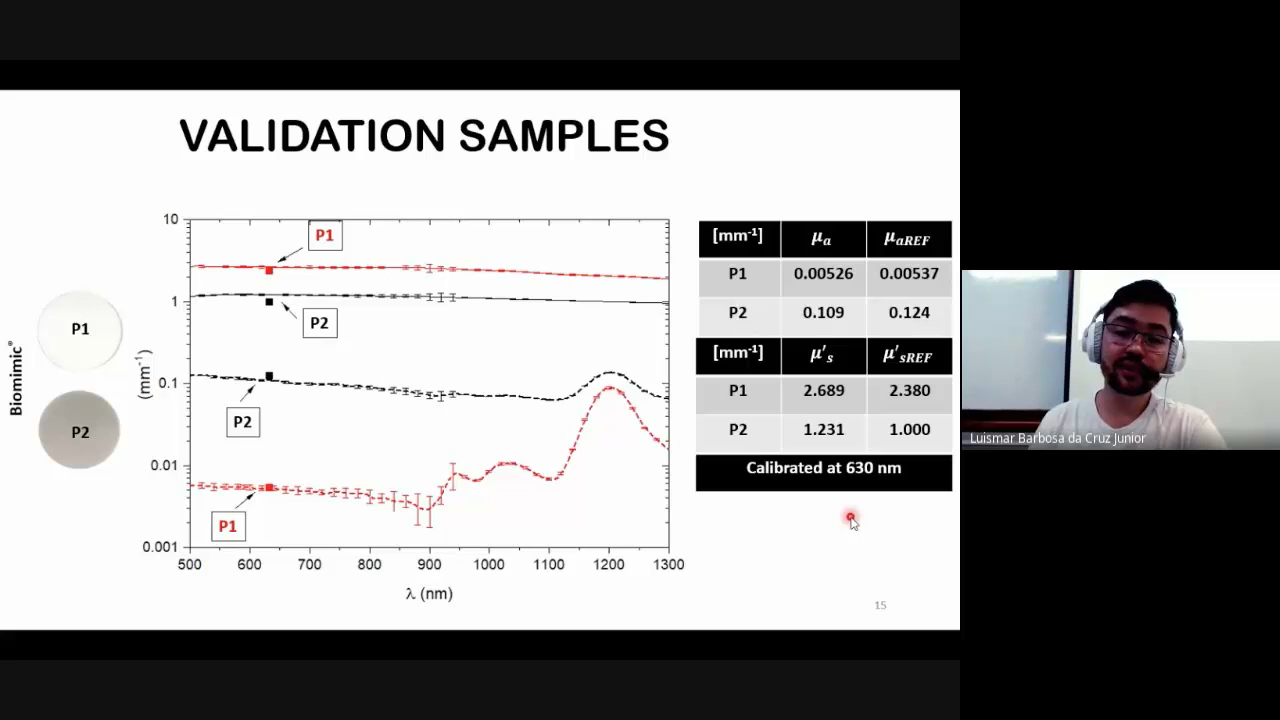 VALIDATION SAMPLES
Biomimic®
P1
P2
10
1
0.1
0.01
0.001
(mm⁻¹)
P1
P2
P2
P1
500 600 700 800 900 1000 1100 1200 1300
λ (nm)
[mm⁻¹] μₐ μₐREF
P1 0.00526 0.00537
P2 0.109 0.124
[mm⁻¹] μ'ₛ μ'ₛREF
P1 2.689 2.380
P2 1.231 1.000
Calibrated at 630 nm
15
Luismar Barbosa da Cruz Junior